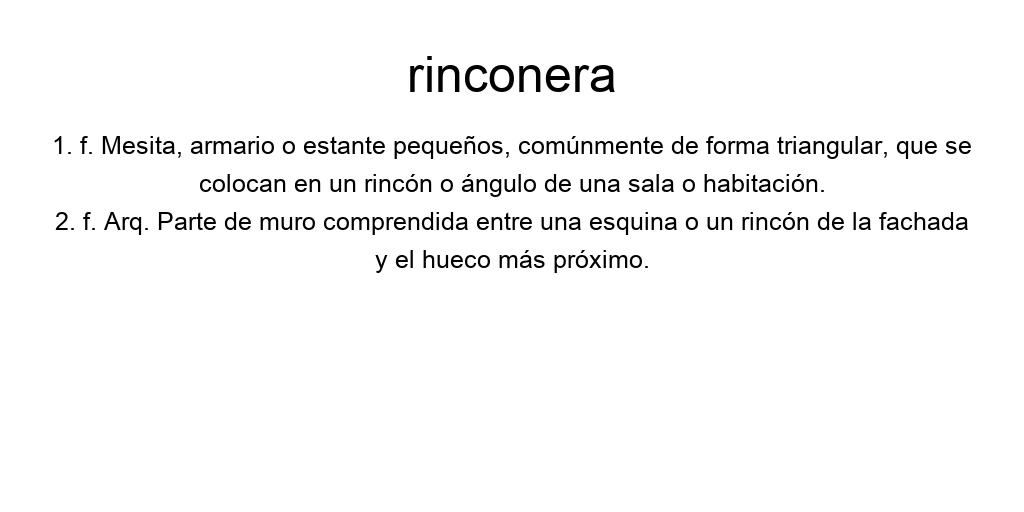 rinconera
1. f. Mesita, armario o estante pequeños, comúnmente de forma triangular, que se
colocan en un rincón o ángulo de una sala o habitación.
2. f. Arq. Parte de muro comprendida entre una esquina o un rincón de la fachada
y el hueco más próximo.